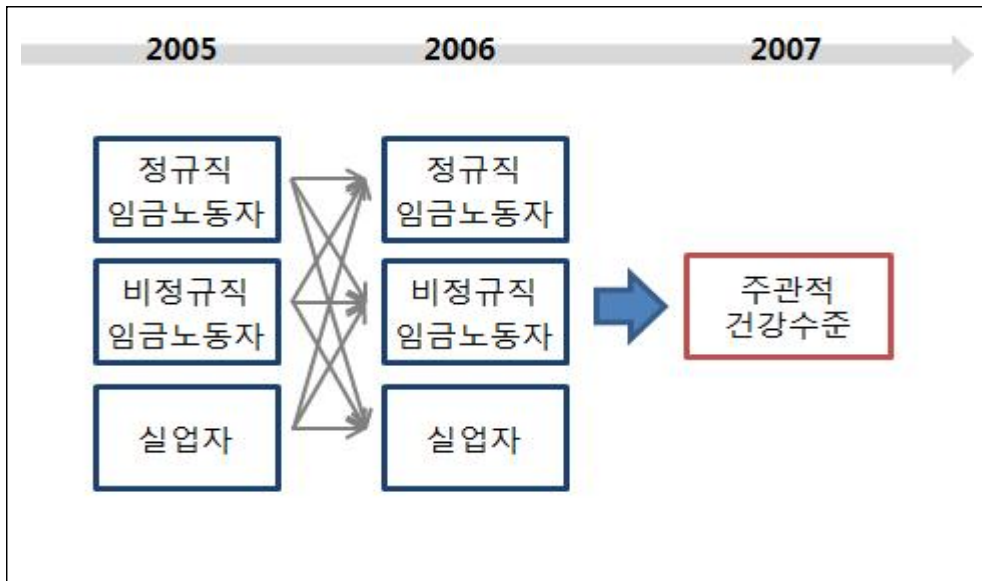 2005 2006 2007
정규직
임금노동자
정규직
임금노동자
비정규직
임금노동자
비정규직
임금노동자
주관적
건강수준
실업자
실업자